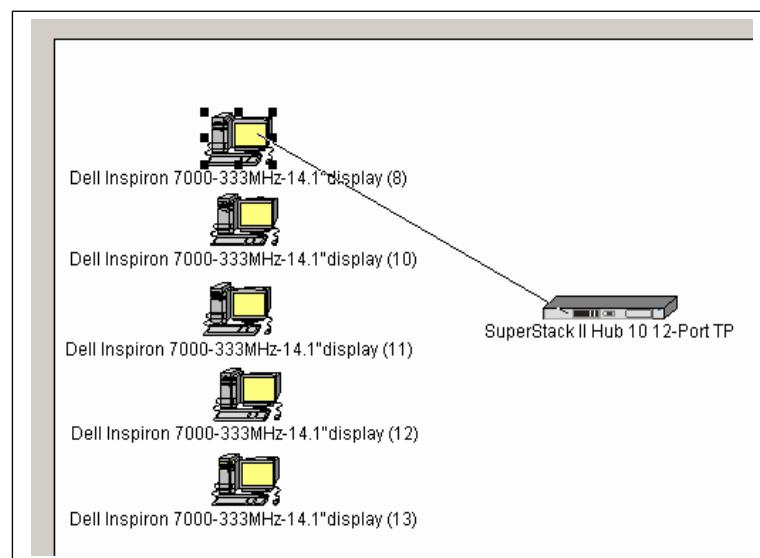 Dell Inspiron 7000-333MHz-14.1"display (8)
Dell Inspiron 7000-333MHz-14.1"display (10)
SuperStack II Hub 10 12-Port TP
Dell Inspiron 7000-333MHz-14.1"display (11)
Dell Inspiron 7000-333MHz-14.1"display (12)
Dell Inspiron 7000-333MHz-14.1"display (13)